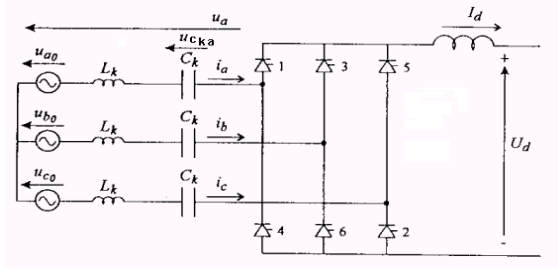 u_a I_d
u_cka
u_a0 L_k C_k i_a 1 3 5
+
u_b0 L_k C_k i_b U_d
u_c0 L_k C_k i_c
4 6 2
-